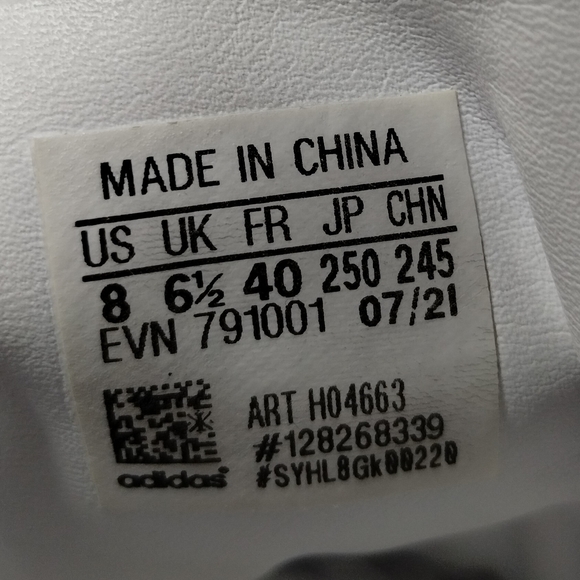 MADE IN CHINA
US UK FR JP CHN
8 6½ 40 250 245
EVN 791001 07/21
ART H04663
#128268339
adidas #SYHL8Gk00220